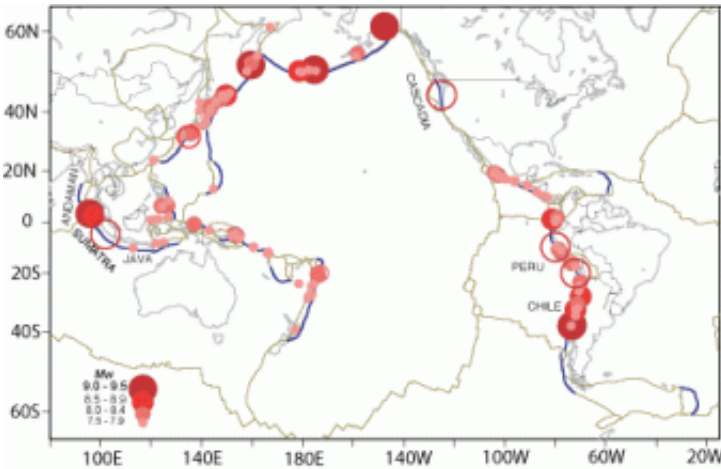 60N
40N
20N
0
20S
40S
60S
ANDAMAN
SUMATRA
JAVA
CASCADIA
PERU
CHILE
Mw
9.0 - 9.5
8.5 - 8.9
8.0 - 8.4
7.5 - 7.9
100E 140E 180W 140W 100W 60W 20W